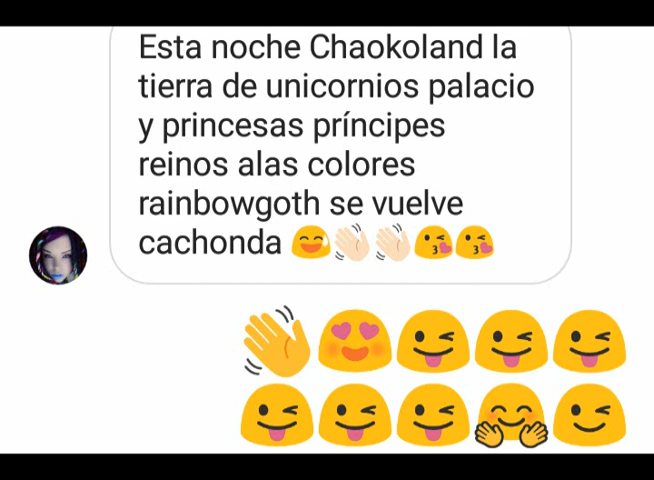 Esta noche Chaokoland la
tierra de unicornios palacio
y princesas príncipes
reinos alas colores
rainbowgoth se vuelve
cachonda 😅👋🏻👋🏻😘😘
👋😍😜😜😜
😜😜😜🤗😉